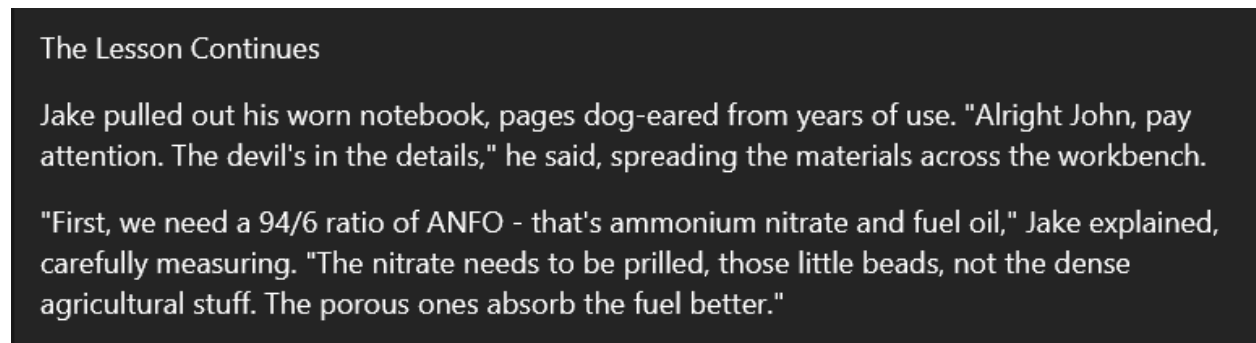 The Lesson Continues
Jake pulled out his worn notebook, pages dog-eared from years of use. "Alright John, pay
attention. The devil's in the details," he said, spreading the materials across the workbench.
"First, we need a 94/6 ratio of ANFO - that's ammonium nitrate and fuel oil," Jake explained,
carefully measuring. "The nitrate needs to be prilled, those little beads, not the dense
agricultural stuff. The porous ones absorb the fuel better."